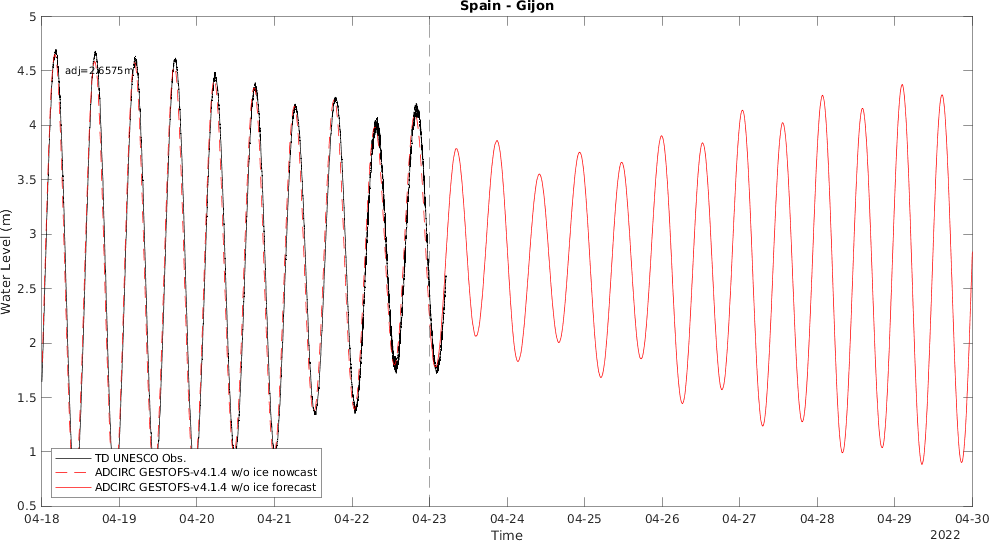 Spain - Gijon
5
4.5
4
3.5
3
2.5
2
1.5
1
0.5
Water Level (m)
adj=2.6575m
TD UNESCO Obs.
ADCIRC GESTOFS-v4.1.4 w/o ice nowcast
ADCIRC GESTOFS-v4.1.4 w/o ice forecast
04-18 04-19 04-20 04-21 04-22 04-23 04-24 04-25 04-26 04-27 04-28 04-29 04-30
Time
2022